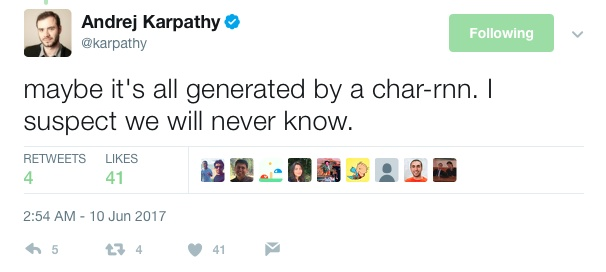 Andrej Karpathy
@karpathy
Following
maybe it's all generated by a char-rnn. I
suspect we will never know.
RETWEETS LIKES
4 41
2:54 AM - 10 Jun 2017
5 4 41